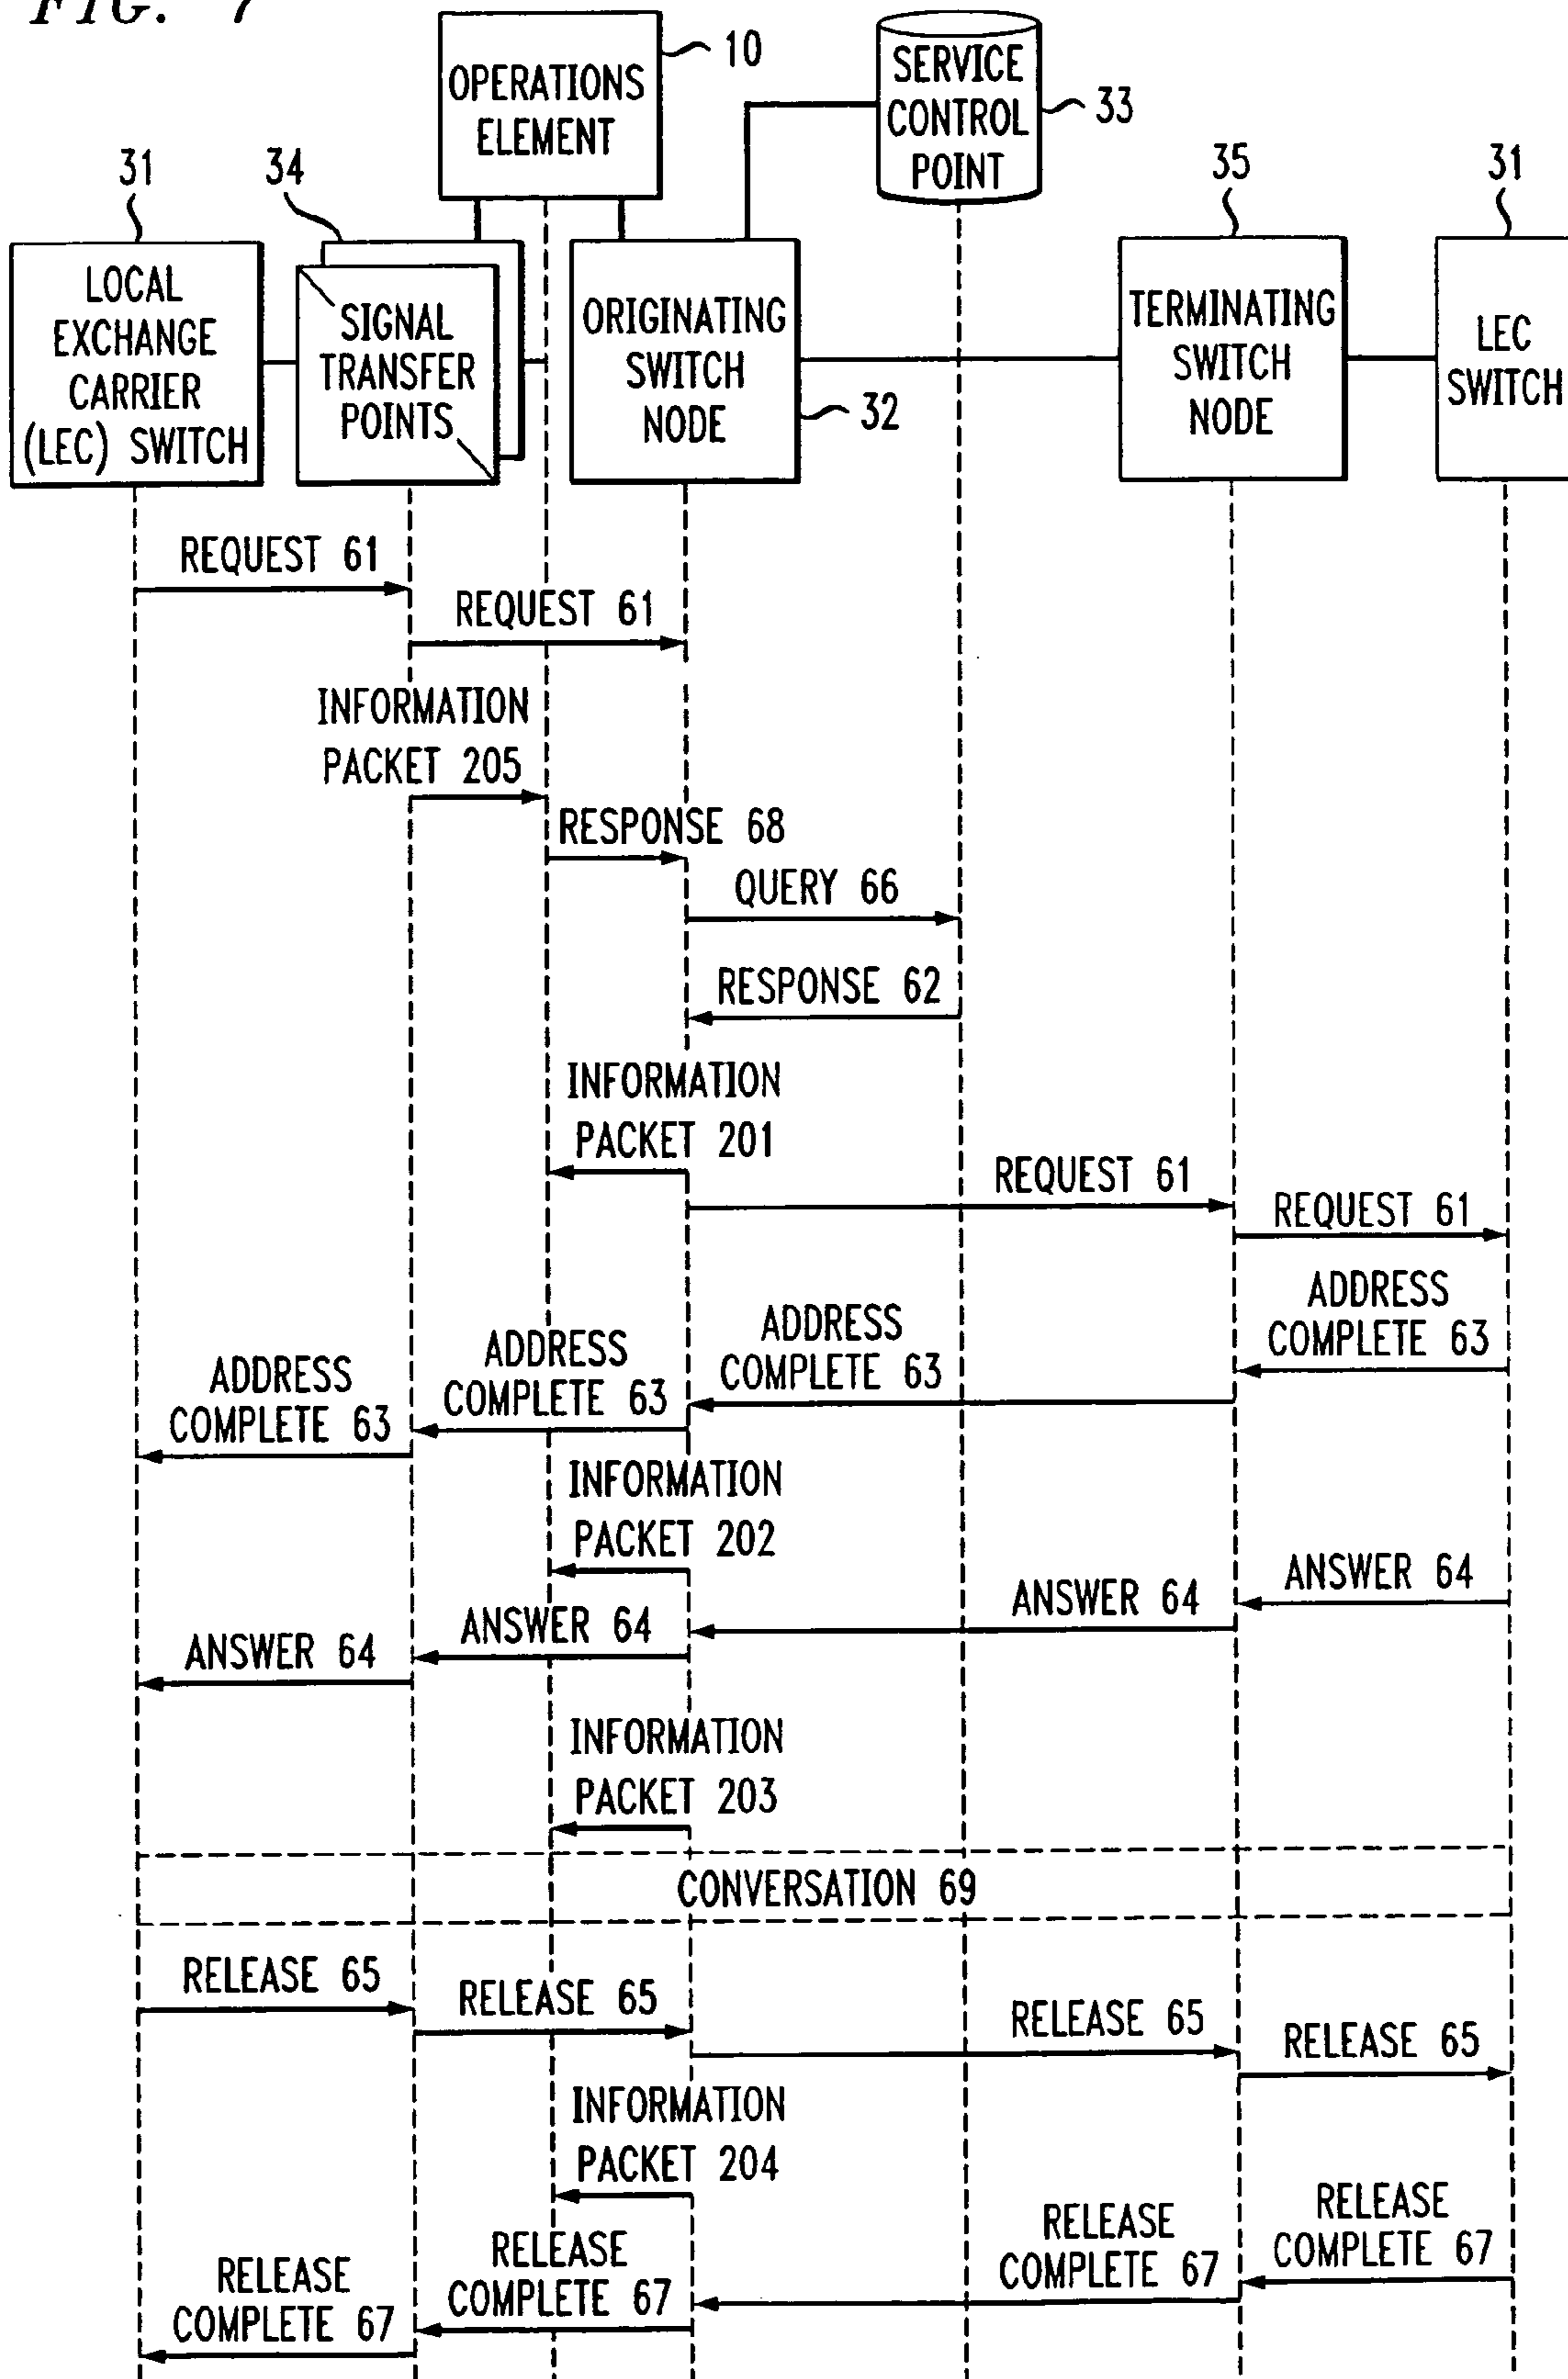 FIG. 7
OPERATIONS
ELEMENT
10
SERVICE
CONTROL
POINT
33
31
34
35
31
LOCAL
EXCHANGE
CARRIER
(LEC) SWITCH
SIGNAL
TRANSFER
POINTS
ORIGINATING
SWITCH
NODE
32
TERMINATING
SWITCH
NODE
LEC
SWITCH
REQUEST 61
REQUEST 61
INFORMATION
PACKET 205
RESPONSE 68
QUERY 66
RESPONSE 62
INFORMATION
PACKET 201
REQUEST 61
REQUEST 61
ADDRESS
COMPLETE 63
ADDRESS
COMPLETE 63
ADDRESS
COMPLETE 63
ADDRESS
COMPLETE 63
INFORMATION
PACKET 202
ANSWER 64
ANSWER 64
ANSWER 64
ANSWER 64
INFORMATION
PACKET 203
CONVERSATION 69
RELEASE 65
RELEASE 65
RELEASE 65
RELEASE 65
INFORMATION
PACKET 204
RELEASE
COMPLETE 67
RELEASE
COMPLETE 67
RELEASE
COMPLETE 67
RELEASE
COMPLETE 67